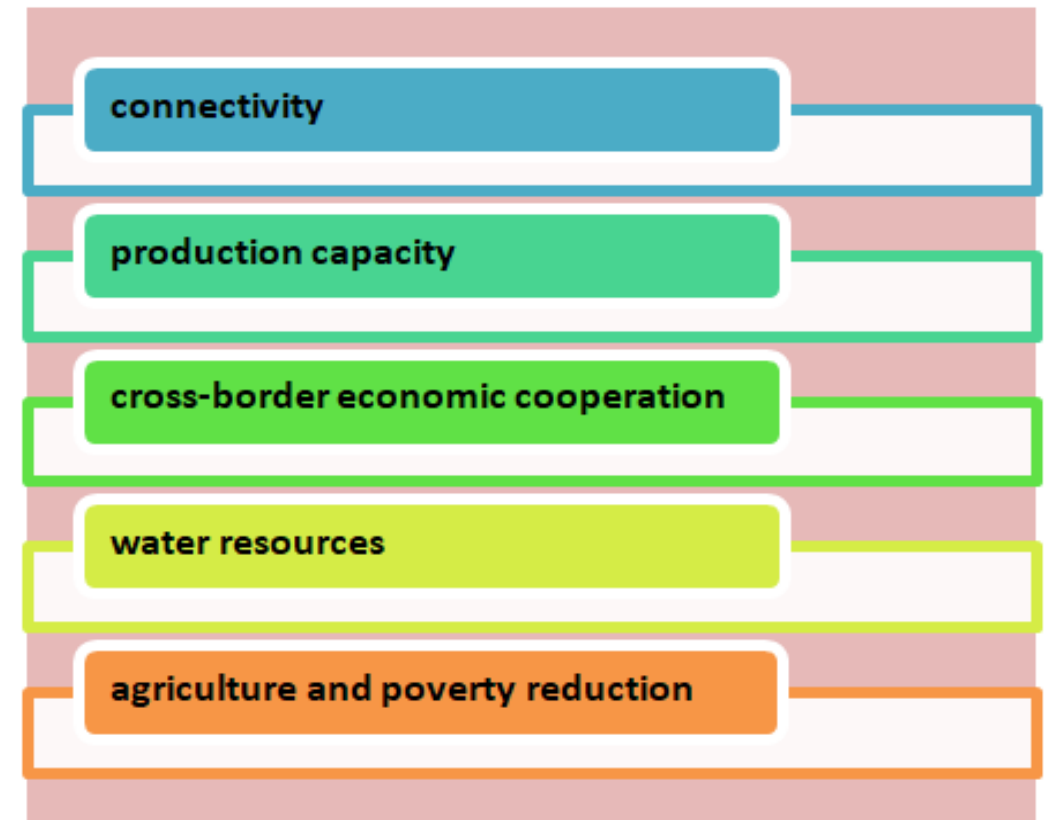 connectivity
production capacity
cross-border economic cooperation
water resources
agriculture and poverty reduction